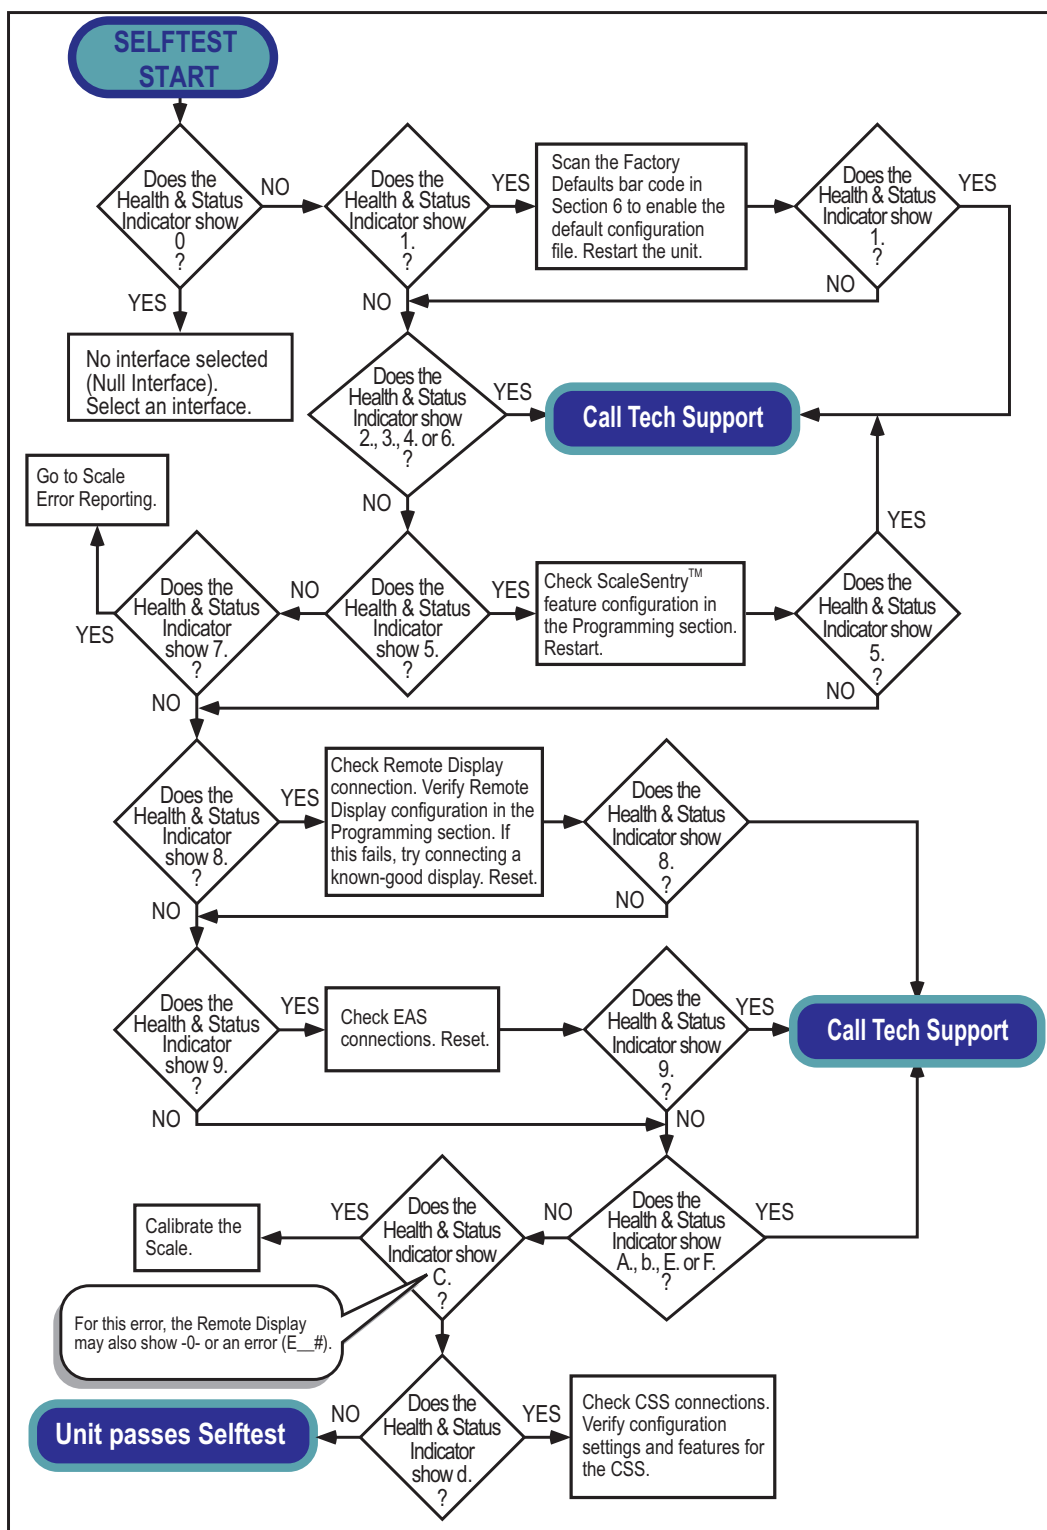 SELFTEST
START
Does the
Health & Status
Indicator show
0
?
NO
YES
No interface selected
(Null Interface).
Select an interface.
Does the
Health & Status
Indicator show
1.
?
YES
NO
Scan the Factory
Defaults bar code in
Section 6 to enable the
default configuration
file. Restart the unit.
Does the
Health & Status
Indicator show
1.
?
YES
NO
Does the
Health & Status
Indicator show
2., 3., 4. or 6.
?
YES
Call Tech Support
NO
Go to Scale
Error Reporting.
Does the
Health & Status
Indicator
show 7.
?
YES
NO
Does the
Health & Status
Indicator
show 5.
?
NO
YES
Check ScaleSentry™
feature configuration in
the Programming section.
Restart.
Does the
Health & Status
Indicator show
5.
?
YES
NO
Does the
Health & Status
Indicator
show 8.
?
YES
NO
Check Remote Display
connection. Verify Remote
Display configuration in the
Programming section. If
this fails, try connecting a
known-good display. Reset.
Does the
Health & Status
Indicator show
8.
?
NO
Does the
Health & Status
Indicator
show 9.
?
YES
NO
Check EAS
connections. Reset.
Does the
Health & Status
Indicator show
9.
?
YES
NO
Call Tech Support
Does the
Health & Status
Indicator show
A., b., E. or F.
?
YES
NO
Does the
Health & Status
Indicator show
C.
?
YES
Calibrate the
Scale.
For this error, the Remote Display
may also show -0- or an error (E__#).
Does the
Health & Status
Indicator
show d.
?
NO
Unit passes Selftest
YES
Check CSS connections.
Verify configuration
settings and features for
the CSS.